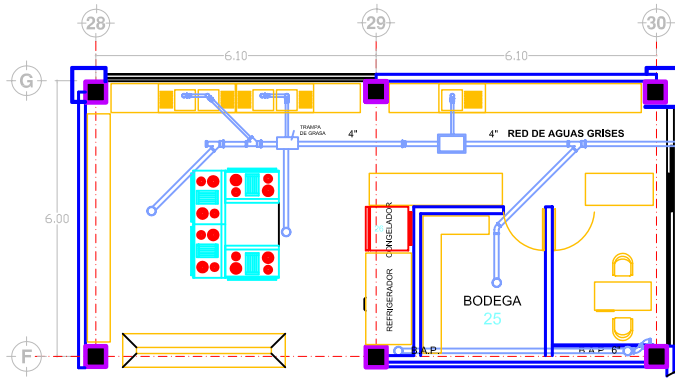 28 29 30
6.10 6.10
G
TRAMPA
DE GRASA
4" 4" RED DE AGUAS GRISES
6.00
CONGELADOR
REFRIGERADOR
BODEGA
25
B.A.P. B.A.P. 6"
F